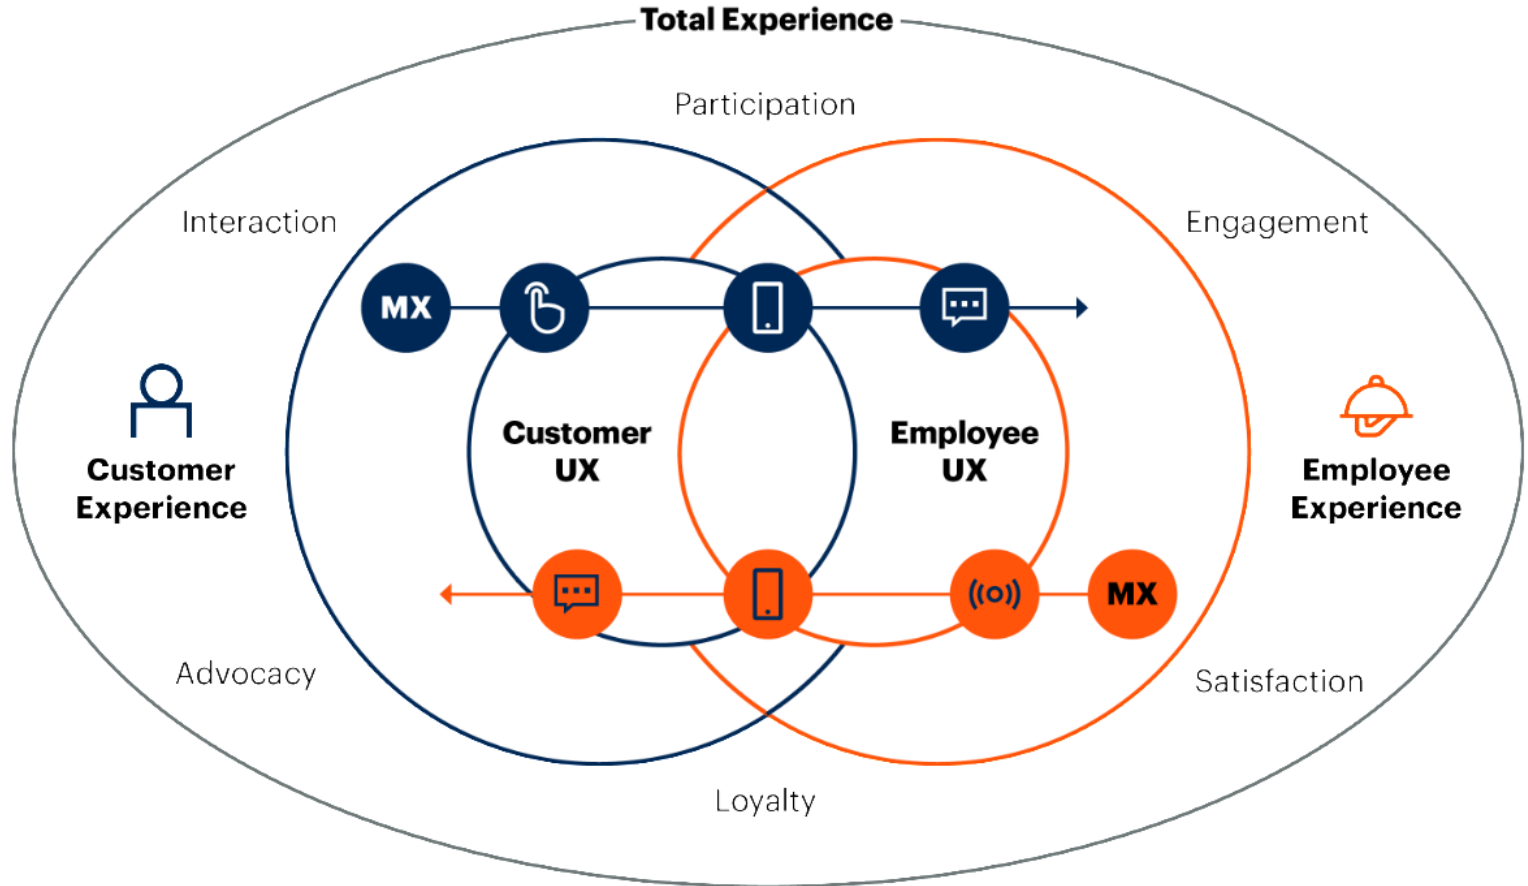 Total Experience
Participation
Interaction
Engagement
MX
Customer
UX
Employee
UX
Customer
Experience
Employee
Experience
MX
Advocacy
Satisfaction
Loyalty